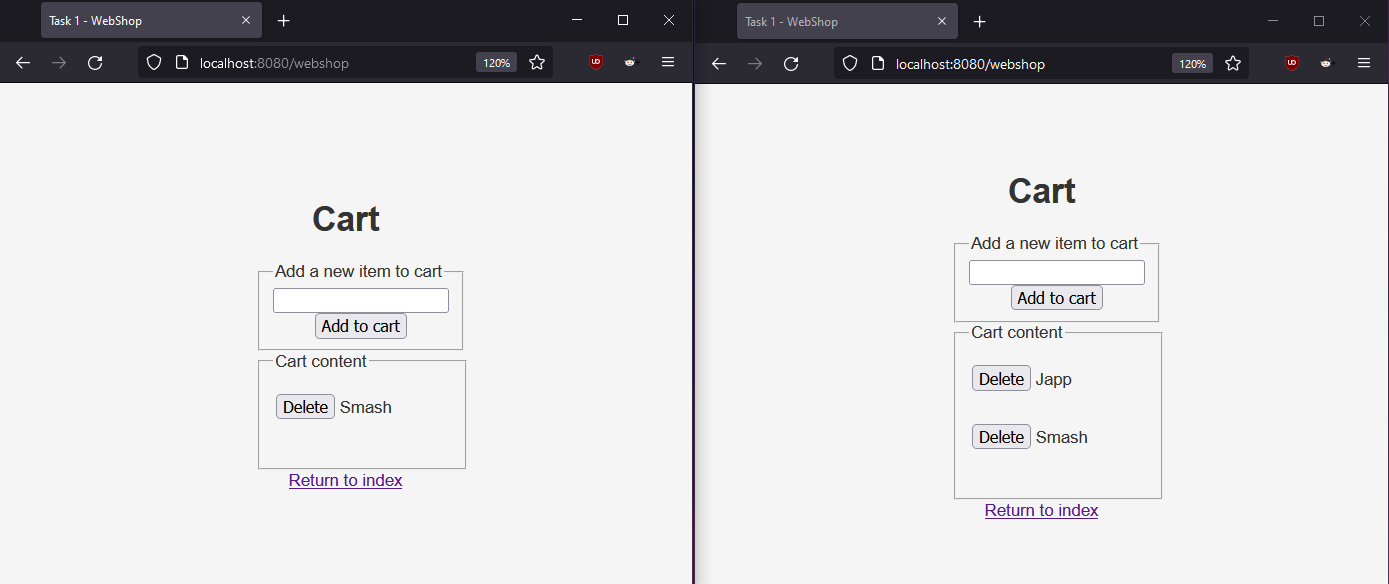 Task 1 - WebShop
localhost:8080/webshop
120%
UD
Cart
Add a new item to cart
Add to cart
Cart content
Delete Smash
Return to index
Task 1 - WebShop
localhost:8080/webshop
120%
UD
Cart
Add a new item to cart
Add to cart
Cart content
Delete Japp
Delete Smash
Return to index